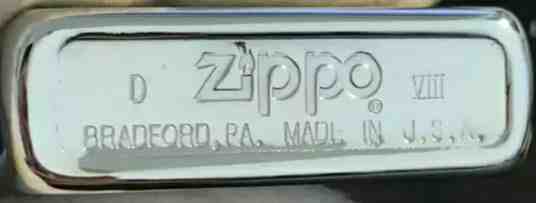 D Zippo® VIII
BRADFORD, PA. MADE IN U.S.A.